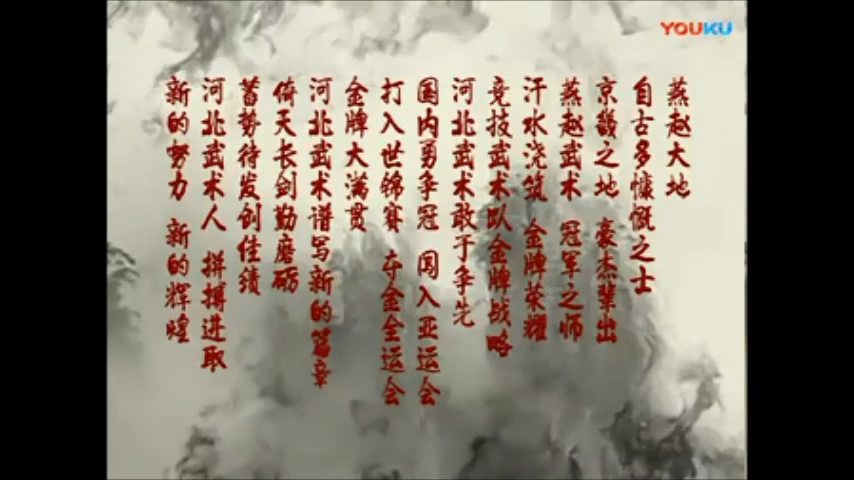 YOUKU
燕赵大地
自古多慷慨之士
京畿之地 豪杰辈出
燕赵武术 冠军之师
汗水浇筑 金牌荣耀
竞技武术队金牌战略
河北武术敢于争先
国内勇争冠 闯入亚运会
打入世锦赛 夺金全运会
金牌大满贯
河北武术谱写新的篇章
倚天长剑勤磨砺
蓄势待发创佳绩
河北武术人 拼搏进取
新的努力 新的辉煌